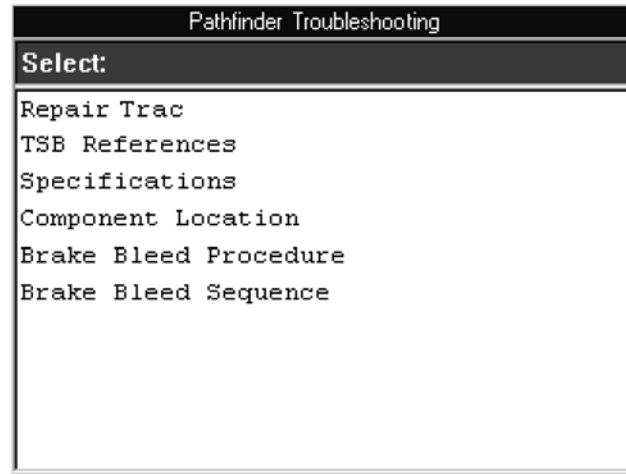 Pathfinder Troubleshooting
Select:
Repair Trac
TSB References
Specifications
Component Location
Brake Bleed Procedure
Brake Bleed Sequence